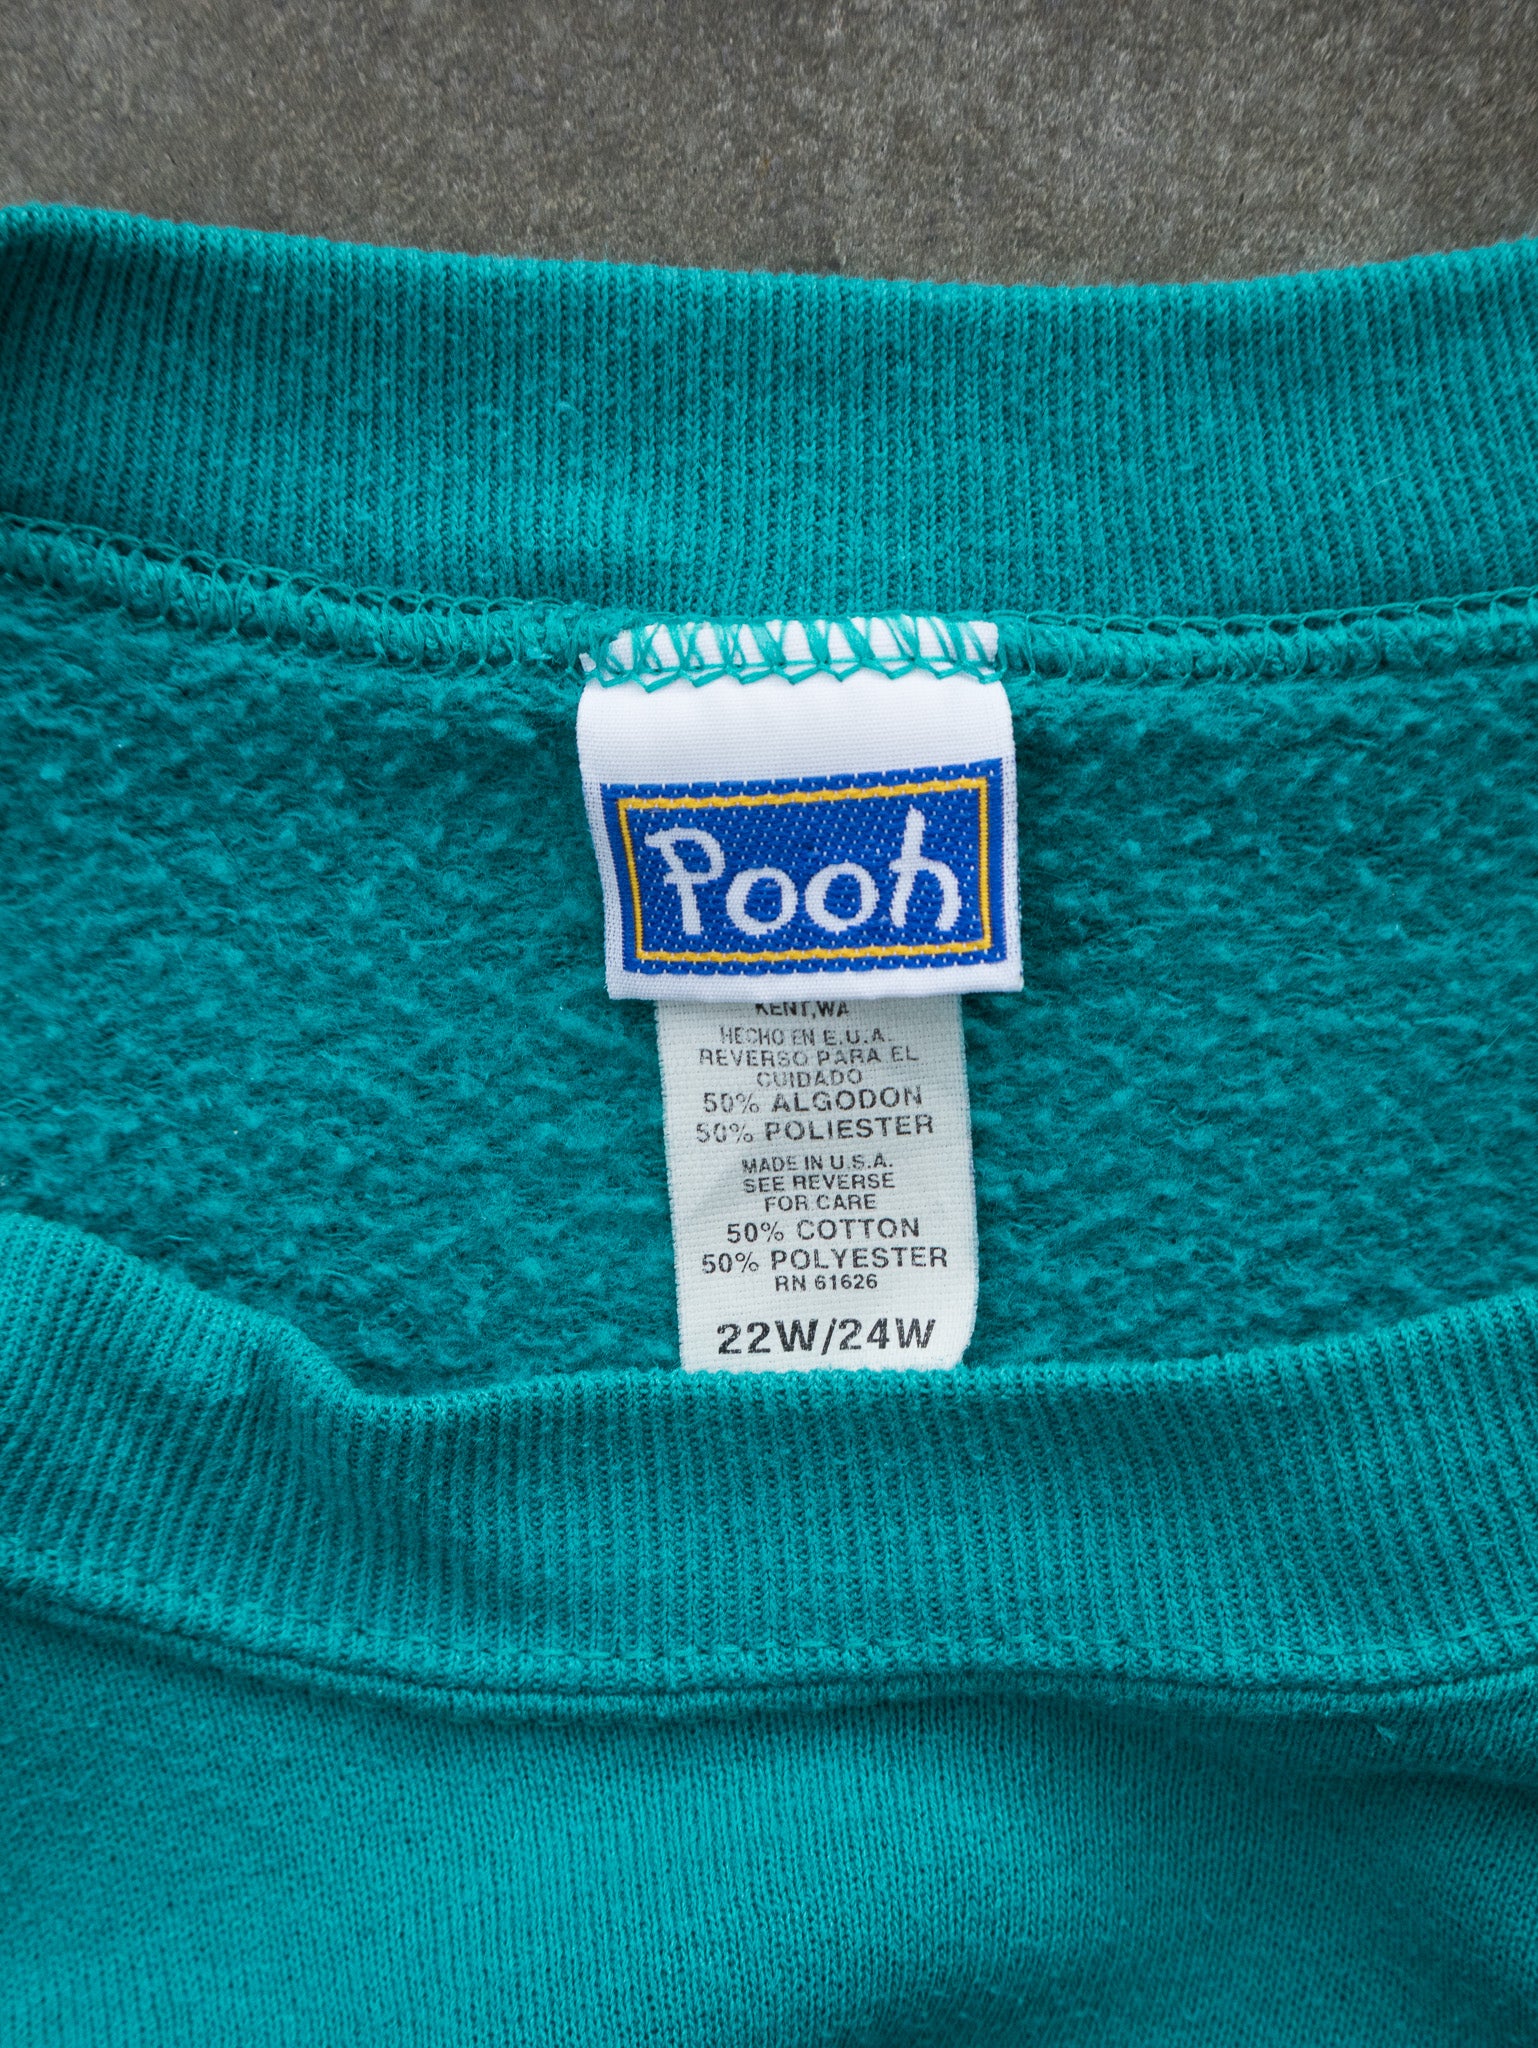 Pooh
KENT, WA
HECHO EN E.U.A.
REVERSO PARA EL
CUIDADO
50% ALGODON
50% POLIESTER
MADE IN U.S.A.
SEE REVERSE
FOR CARE
50% COTTON
50% POLYESTER
RN 61626
22W/24W